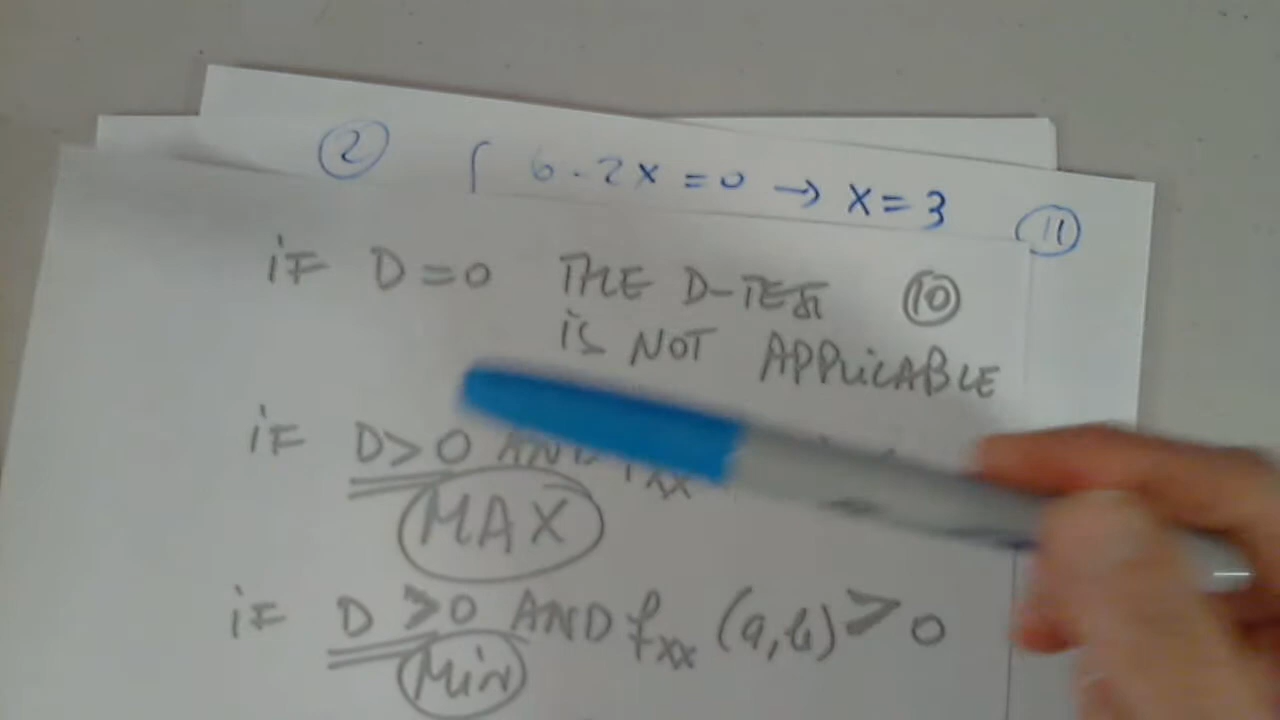 ② { 6-2x=0 → x=3 ⑪
iF D=0 THE D-TEST ⑩
iS NOT APPLiCABLE
iF D>0 AND fxx
MAX
iF D>0 AND fxx (a,b)>0
MiN